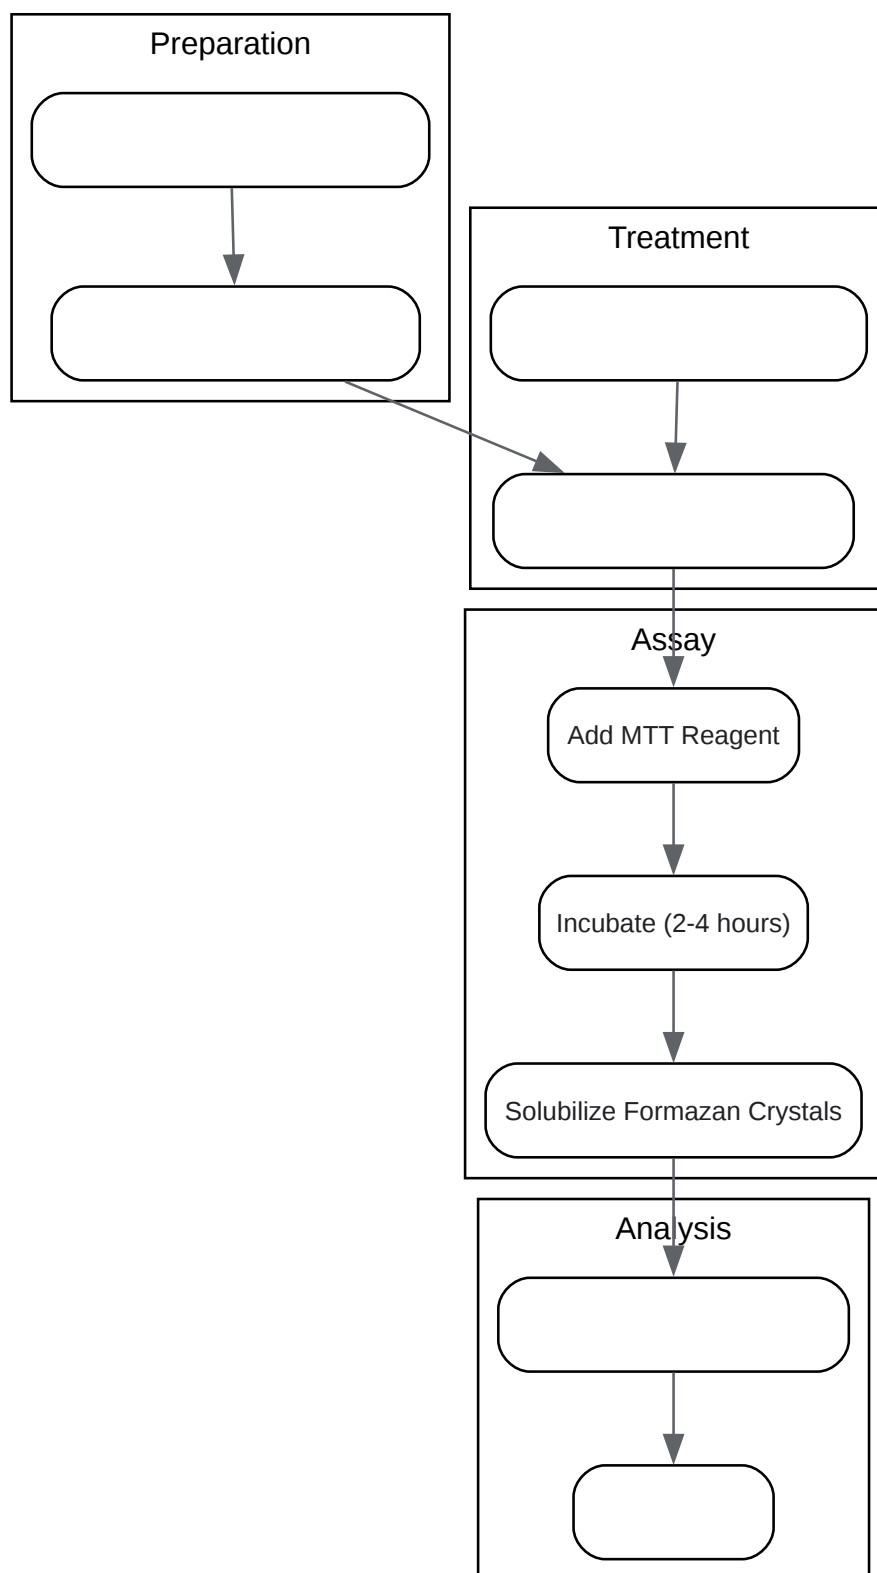 Preparation
Treatment
Assay
Add MTT Reagent
Incubate (2-4 hours)
Solubilize Formazan Crystals
Analysis